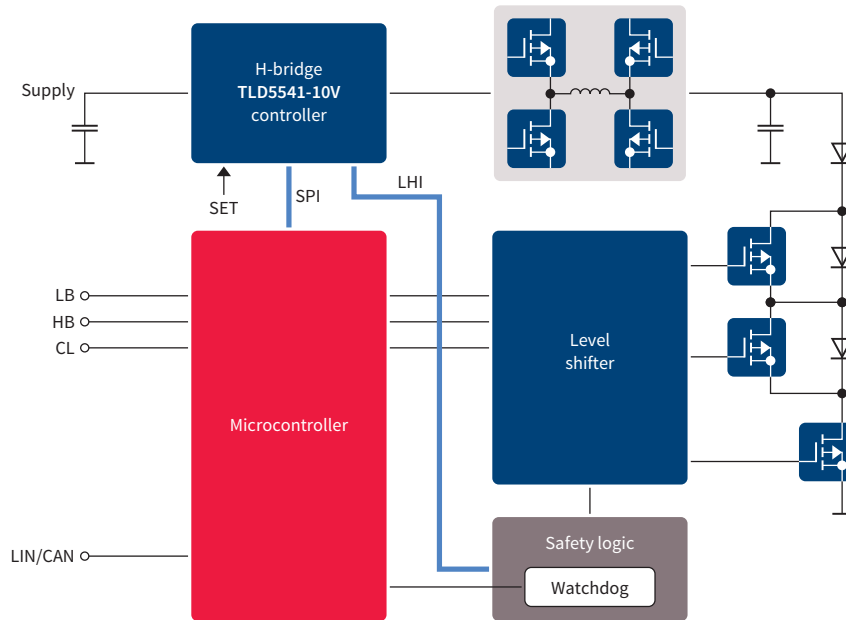 Supply
H-bridge
TLD5541-10V
controller
SET
SPI
LHI
LB
HB
CL
Level
shifter
Microcontroller
LIN/CAN
Safety logic
Watchdog